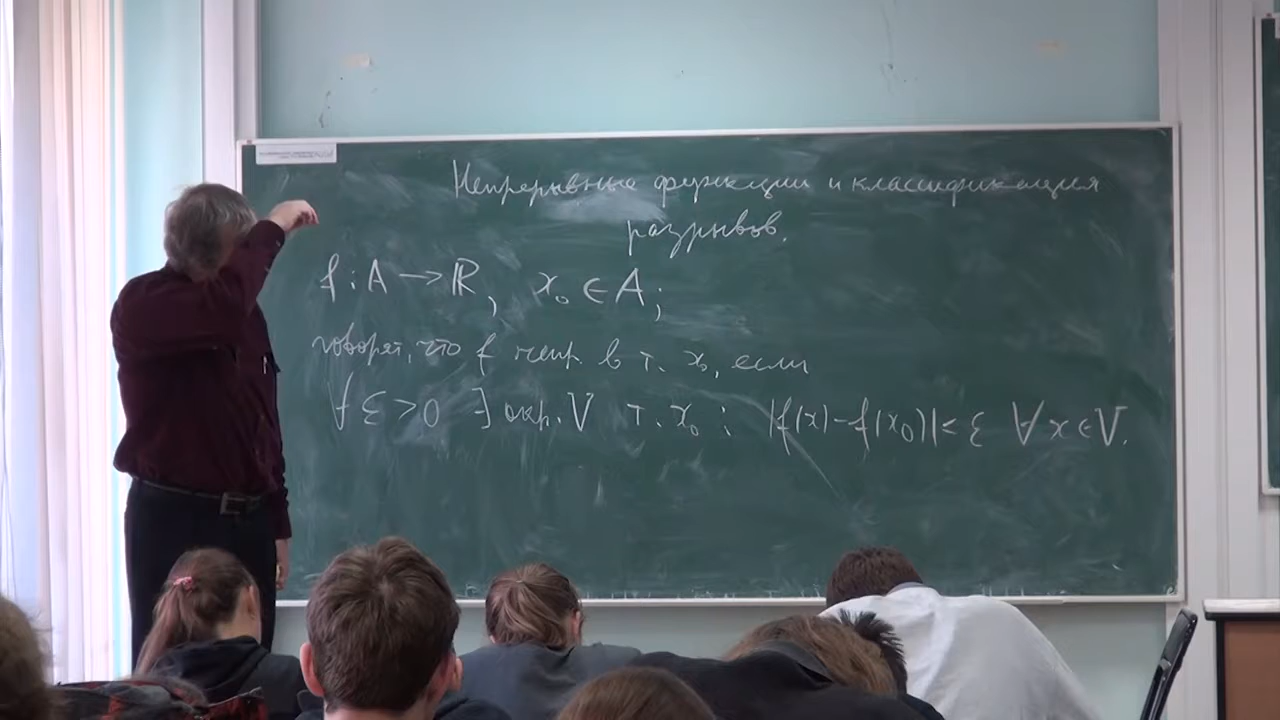 Непрерывные функции и классификация
разрывов.
f : A → ℝ, x₀ ∈ A;
говорят, что f непр. в т. x₀, если
∀ ε > 0 ∃ окр. V т. x₀ : |f(x) - f(x₀)| < ε ∀ x ∈ V.